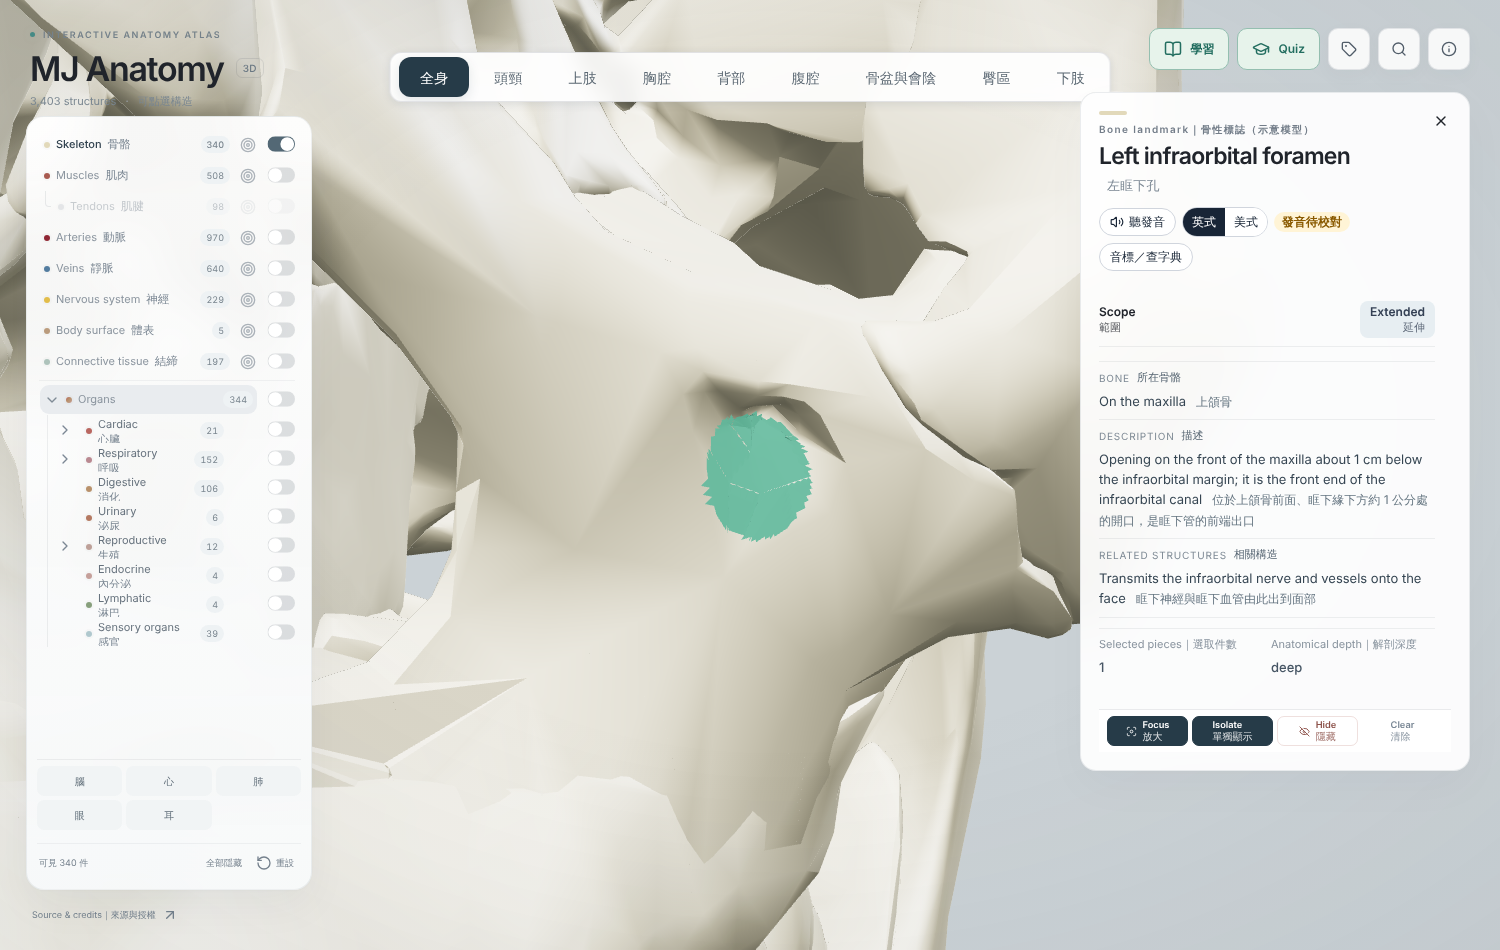 INTERACTIVE ANATOMY ATLAS
MJ Anatomy 3D
3,403 structures
點選構造
全身 頭頸 上肢 胸腔 背部 腹腔 骨盆與會陰 臀區 下肢
學習 Quiz
Skeleton 骨骼 340
Muscles 肌肉 508
Tendons 肌腱 98
Arteries 動脈 970
Veins 靜脈 640
Nervous system 神經 229
Body surface 體表 5
Connective tissue 結締 197
Organs 344
Cardiac 21
心臟
Respiratory 152
呼吸
Digestive 106
消化
Urinary 6
泌尿
Reproductive 12
生殖
Endocrine 4
內分泌
Lymphatic 4
淋巴
Sensory organs 39
感官
腦 心 肺
眼 耳
可見 340 件 全部隱藏 重設
Source & credits｜來源與授權
Bone landmark｜骨性標誌（示意模型）
Left infraorbital foramen
左眶下孔
聽發音 英式 美式 發音待校對
音標／查字典
Scope Extended
範圍 延伸
BONE 所在骨骼
On the maxilla 上頜骨
DESCRIPTION 描述
Opening on the front of the maxilla about 1 cm below
the infraorbital margin; it is the front end of the
infraorbital canal 位於上頜骨前面、眶下緣下方約 1 公分處
的開口，是眶下管的前端出口
RELATED STRUCTURES 相關構造
Transmits the infraorbital nerve and vessels onto the
face 眶下神經與眶下血管由此出到面部
Selected pieces｜選取件數 Anatomical depth｜解剖深度
1 deep
Focus Isolate Hide Clear
放大 單獨顯示 隱藏 清除